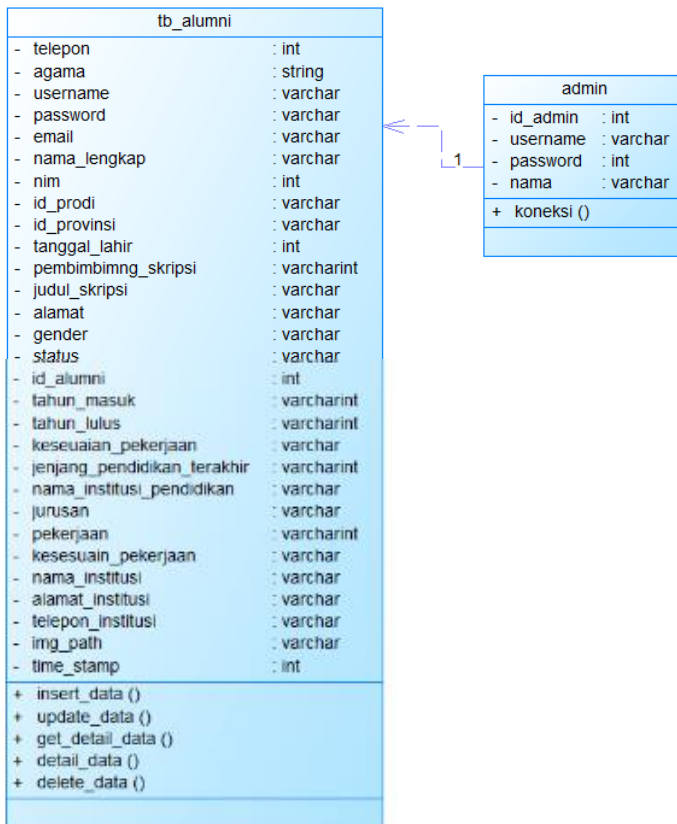 tb_alumni
- telepon : int
- agama : string
- username : varchar
- password : varchar
- email : varchar
- nama_lengkap : varchar
- nim : int
- id_prodi : varchar
- id_provinsi : varchar
- tanggal_lahir : int
- pembimbimng_skripsi : varcharint
- judul_skripsi : varchar
- alamat : varchar
- gender : varchar
- status : varchar
- id_alumni : int
- tahun_masuk : varcharint
- tahun_lulus : varcharint
- keseuaian_pekerjaan : varchar
- jenjang_pendidikan_terakhir : varcharint
- nama_institusi_pendidikan : varchar
- jurusan : varchar
- pekerjaan : varcharint
- kesesuain_pekerjaan : varchar
- nama_institusi : varchar
- alamat_institusi : varchar
- telepon_institusi : varchar
- img_path : varchar
- time_stamp : int
+ insert_data ()
+ update_data ()
+ get_detail_data ()
+ detail_data ()
+ delete_data ()
1
admin
- id_admin : int
- username : varchar
- password : int
- nama : varchar
+ koneksi ()